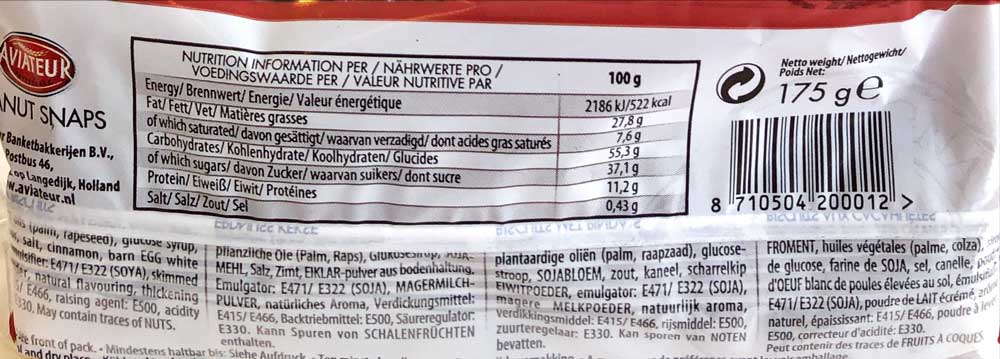 AVIATEUR
NUT SNAPS
Banketbakkerijen B.V.,
Postbus 46,
Langedijk, Holland
w.aviateur.nl
NUTRITION INFORMATION PER / NÄHRWERTE PRO /
VOEDINGSWAARDE PER / VALEUR NUTRITIVE PAR
100 g
Energy/ Brennwert/ Energie/ Valeur énergétique 2186 kJ/522 kcal
Fat/ Fett/ Vet/ Matières grasses 27,8 g
of which saturated/ davon gesättigt/ waarvan verzadigd/ dont acides gras saturés 7,6 g
Carbohydrates/ Kohlenhydrate/ Koolhydraten/ Glucides 55,3 g
of which sugars/ davon Zucker/ waarvan suikers/ dont sucre 37,1 g
Protein/ Eiweiß/ Eiwit/ Protéines 11,2 g
Salt/ Salz/ Zout/ Sel 0,43 g
Netto weight/ Nettogewicht/
Poids Net:
175 g e
8 710504 200012 >
(palm, rapeseed), glucose syrup,
salt, cinnamon, barn EGG white
E471/ E322 (SOYA), skimmed
natural flavouring, thickening
E466, raising agent: E500, acidity
May contain traces of NUTS.
pflanzliche Öle (Palm, Raps),
MEHL, Salz, Zimt, EIKLAR-pulver aus bodenhaltung.
Emulgator: E471/ E322 (SOJA), MAGERMILCH-
PULVER, natürliches Aroma, Verdickungsmittel:
E415/ E466, Backtriebmittel: E500, Säureregulator:
E330. Kann Spuren von SCHALENFRÜCHTEN
enthalten.
plantaardige oliën (palm, raapzaad), glucose-
stroop, SOJABLOEM, zout, kaneel, scharrelkip
EIWITPOEDER, emulgator: E471/ E322 (SOJA),
magere MELKPOEDER, natuurlijk aroma,
verdikkingsmiddel: E415/ E466, rijsmiddel: E500,
zuurteregelaar: E330. Kan sporen van NOTEN
bevatten.
FROMENT, huiles végétales (palme, colza),
de glucose, farine de SOJA, sel, canelle,
d'OEUF blanc de poules élevées au sol,
E471/ E322 (SOJA), poudre de LAIT écrémé,
naturel, épaississant: E415/ E466, poudre à
E500, correcteur d'acidité: E330.
Peut contenir des traces de FRUITS À COQUES.
front of pack. - Mindestens haltbar bis: Siehe Aufdruck
and dry place